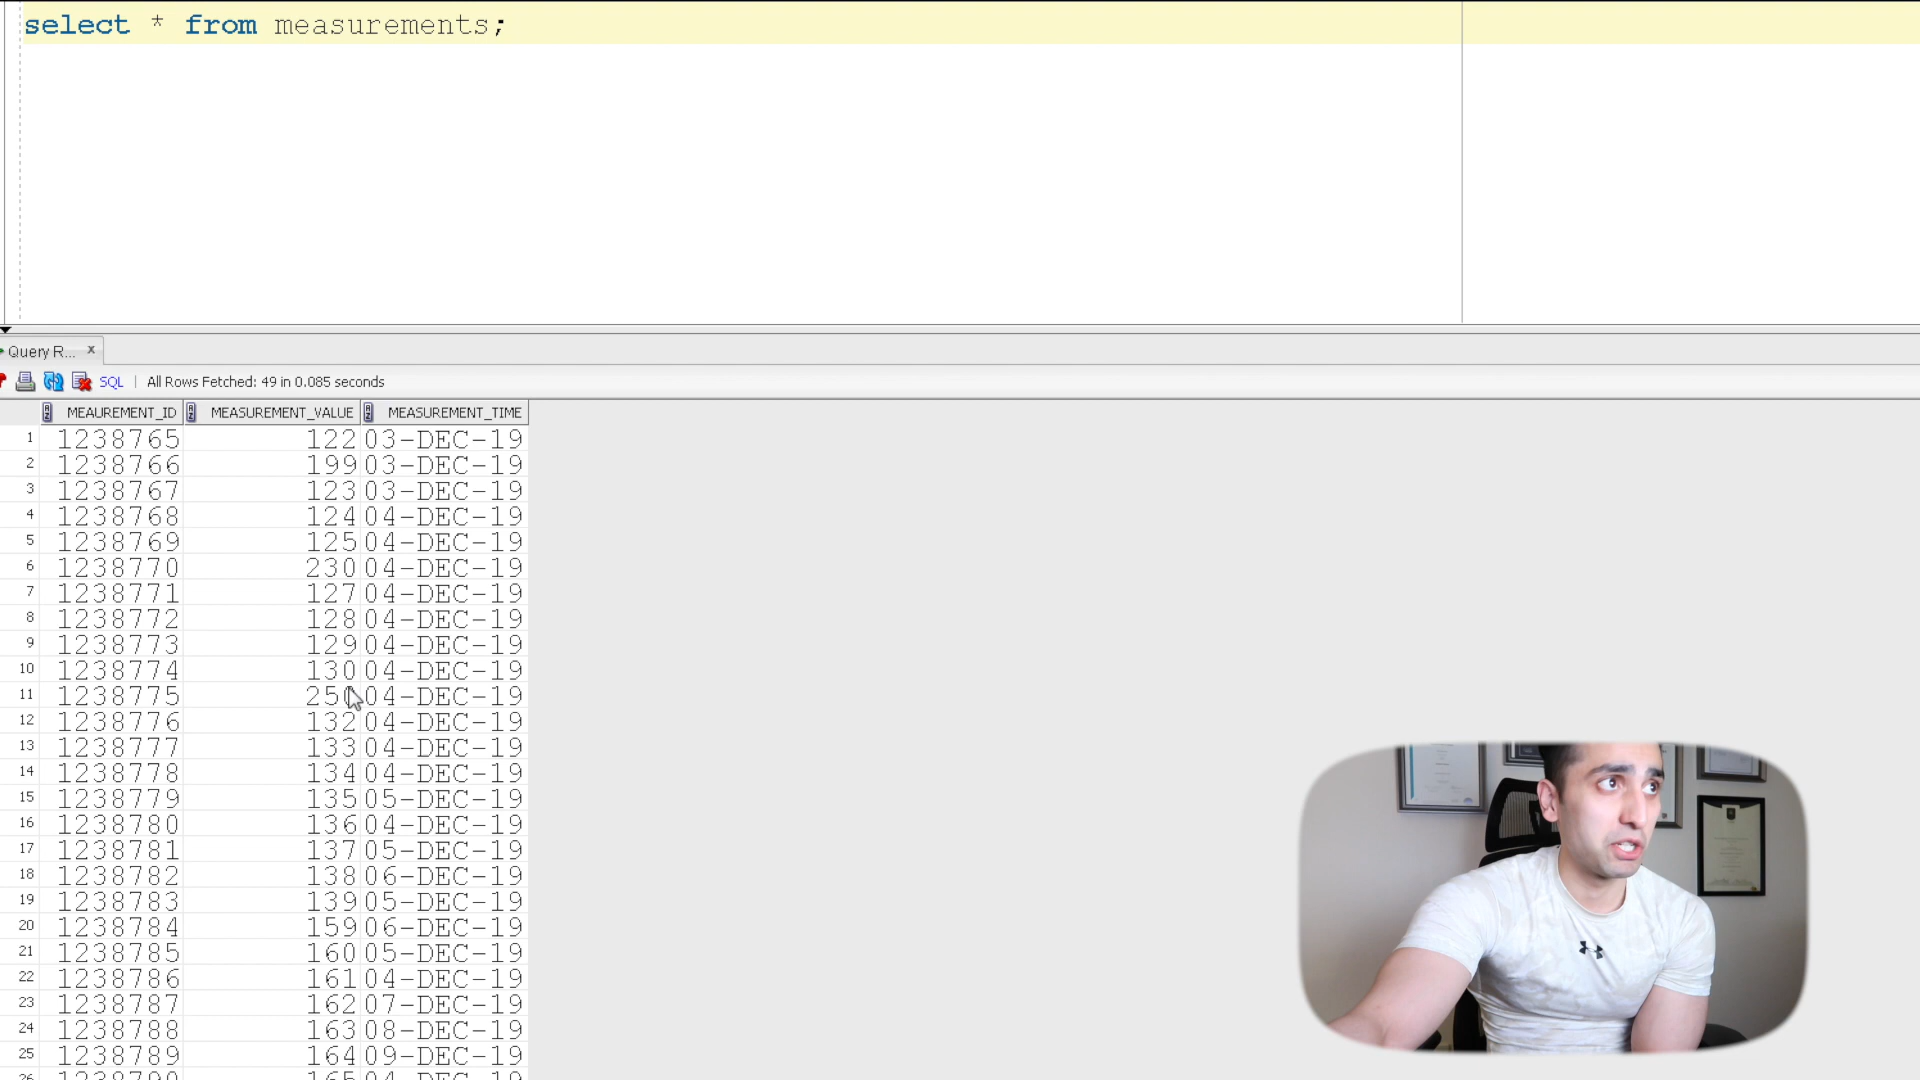 select * from measurements;
Query R... x
SQL | All Rows Fetched: 49 in 0.085 seconds
MEAUREMENT_ID MEASUREMENT_VALUE MEASUREMENT_TIME
1 1238765 122 03-DEC-19
2 1238766 199 03-DEC-19
3 1238767 123 03-DEC-19
4 1238768 124 04-DEC-19
5 1238769 125 04-DEC-19
6 1238770 230 04-DEC-19
7 1238771 127 04-DEC-19
8 1238772 128 04-DEC-19
9 1238773 129 04-DEC-19
10 1238774 130 04-DEC-19
11 1238775 250 04-DEC-19
12 1238776 132 04-DEC-19
13 1238777 133 04-DEC-19
14 1238778 134 04-DEC-19
15 1238779 135 05-DEC-19
16 1238780 136 04-DEC-19
17 1238781 137 05-DEC-19
18 1238782 138 06-DEC-19
19 1238783 139 05-DEC-19
20 1238784 159 06-DEC-19
21 1238785 160 05-DEC-19
22 1238786 161 04-DEC-19
23 1238787 162 07-DEC-19
24 1238788 163 08-DEC-19
25 1238789 164 09-DEC-19
26 1238790 165 04-DEC-19